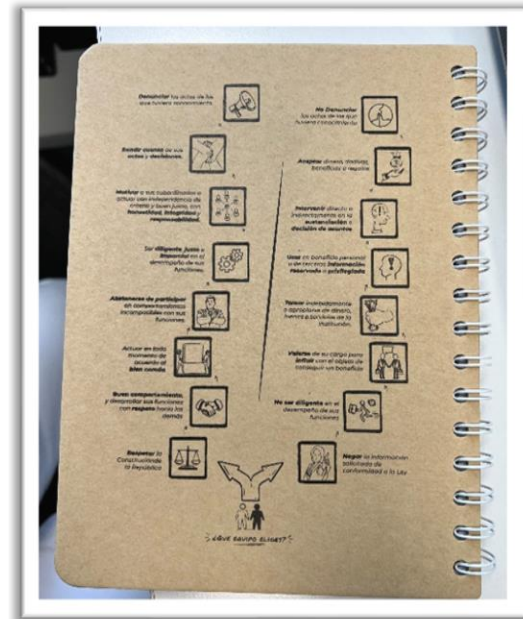 Denunciar los actos de los
que tuviera conocimiento.
Rendir cuenta de sus
actos y decisiones.
Motivar a sus subordinados a
actuar con independencia de
criterio y buen juicio, con
honestidad, integridad y
responsabilidad.
Ser diligente, justo e
imparcial en el
desempeño de sus
funciones.
Abstenerse de participar
en comportamientos
incompatibles con sus
funciones.
Actuar en todo
momento de
acuerdo al
bien común
Buen comportamiento,
y desarrollar sus funciones
con respeto hacia los
demás
Respetar la
Constitución de
la República
No Denunciar
los actos de los que
tuviera conocimiento
Aceptar dinero, dádivas,
beneficios o regalos
Intervenir directa o
indirectamente en la
sustanciación o
decisión de asuntos
Usar en beneficio personal
o de terceros información
reservada o privilegiada
Tomar indebidamente
o apropiarse de dinero,
bienes o servicios de la
Institución.
Valerse de su cargo para
influir con el objeto de
conseguir un beneficio
No ser diligente en el
desempeño de sus
funciones
Negar la información
solicitada de
conformidad a la Ley
¿QUE EQUIPO ELIGES?